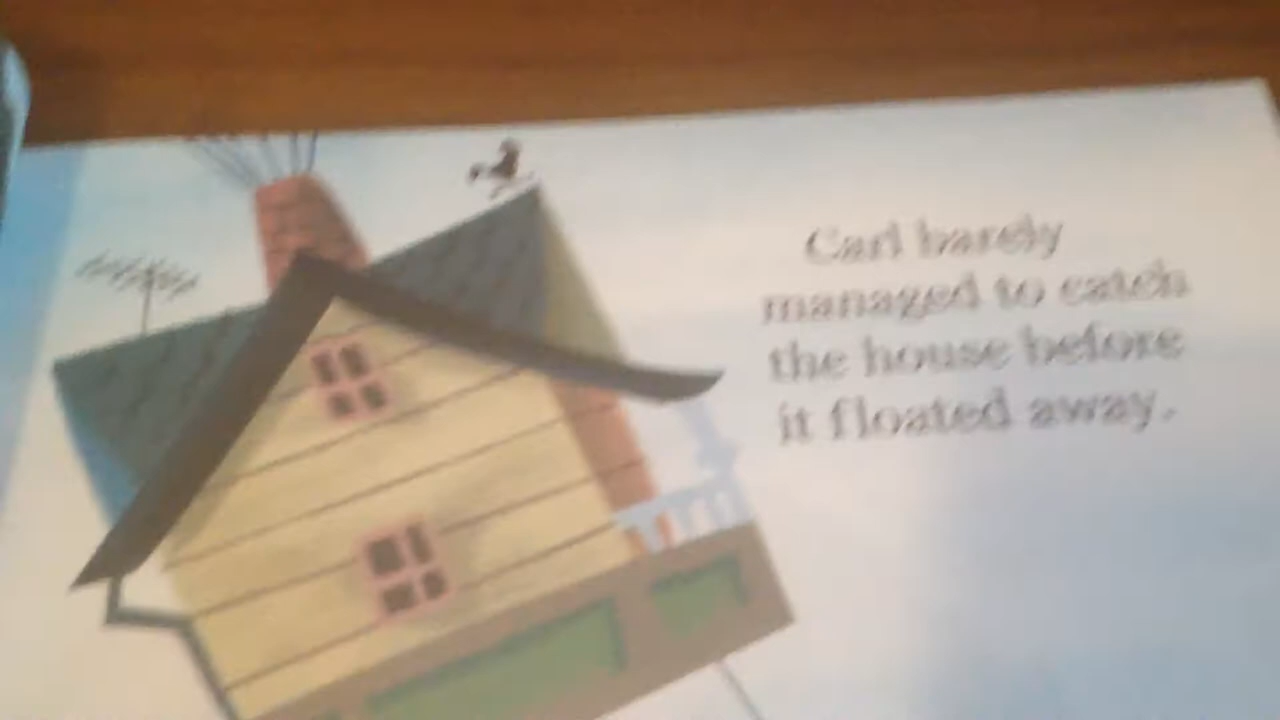 Carl barely
managed to catch
the house before
it floated away.